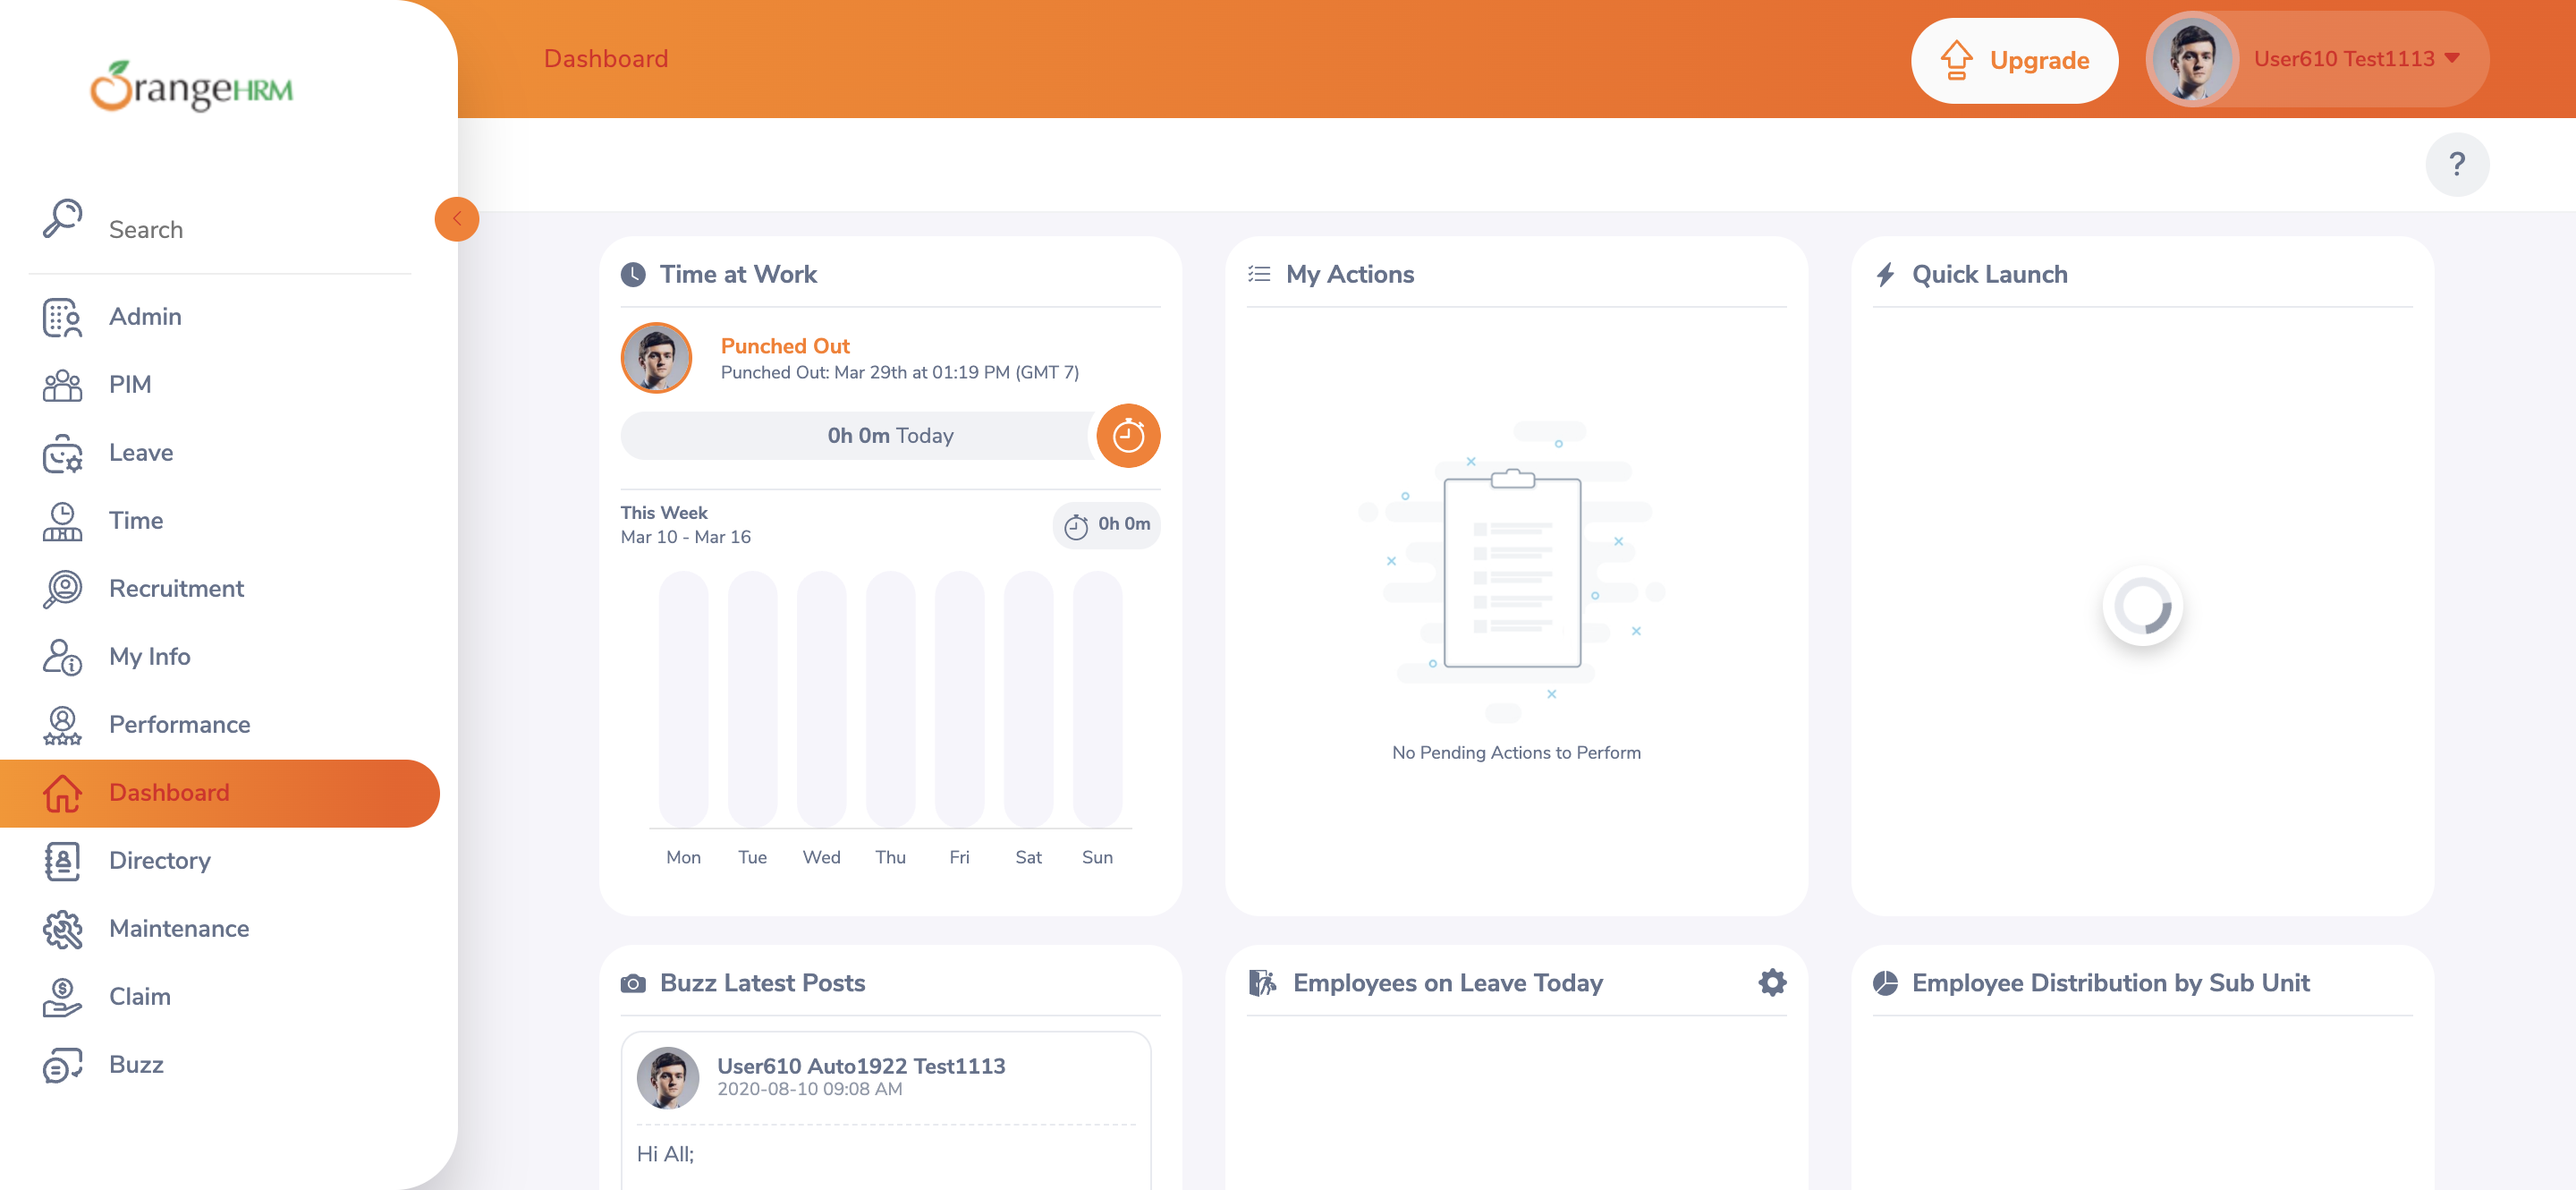 OrangeHRM
Dashboard
Upgrade
User610 Test1113
?
Search
Admin
PIM
Leave
Time
Recruitment
My Info
Performance
Dashboard
Directory
Maintenance
Claim
Buzz
Time at Work
Punched Out
Punched Out: Mar 29th at 01:19 PM (GMT 7)
0h 0m Today
This Week
Mar 10 - Mar 16
0h 0m
Mon Tue Wed Thu Fri Sat Sun
My Actions
No Pending Actions to Perform
Quick Launch
Buzz Latest Posts
User610 Auto1922 Test1113
2020-08-10 09:08 AM
Hi All;
Employees on Leave Today
Employee Distribution by Sub Unit